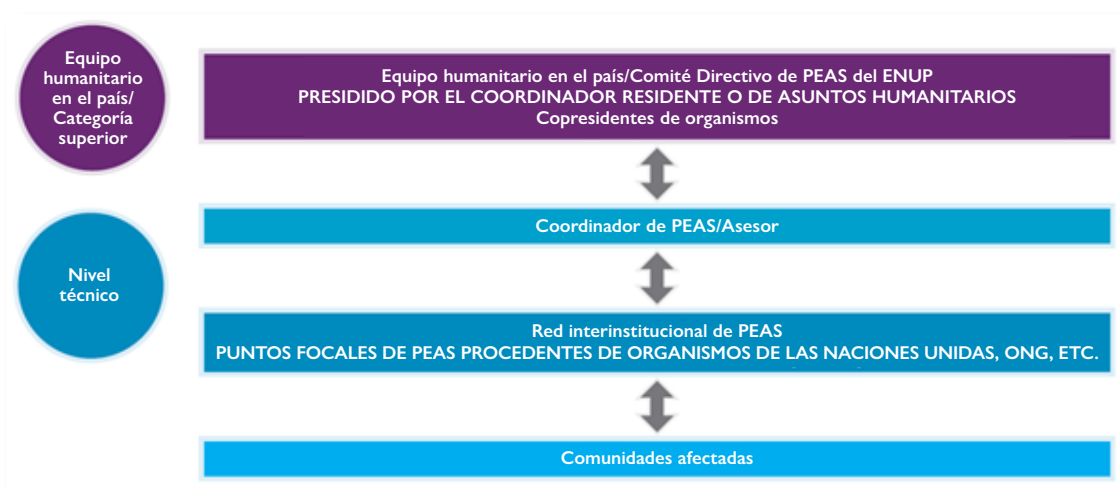 Equipo
humanitario
en el país/
Categoría
superior
Equipo humanitario en el país/Comité Directivo de PEAS del ENUP
PRESIDIDO POR EL COORDINADOR RESIDENTE O DE ASUNTOS HUMANITARIOS
Copresidentes de organismos
Coordinador de PEAS/Asesor
Nivel
técnico
Red interinstitucional de PEAS
PUNTOS FOCALES DE PEAS PROCEDENTES DE ORGANISMOS DE LAS NACIONES UNIDAS, ONG, ETC.
Comunidades afectadas